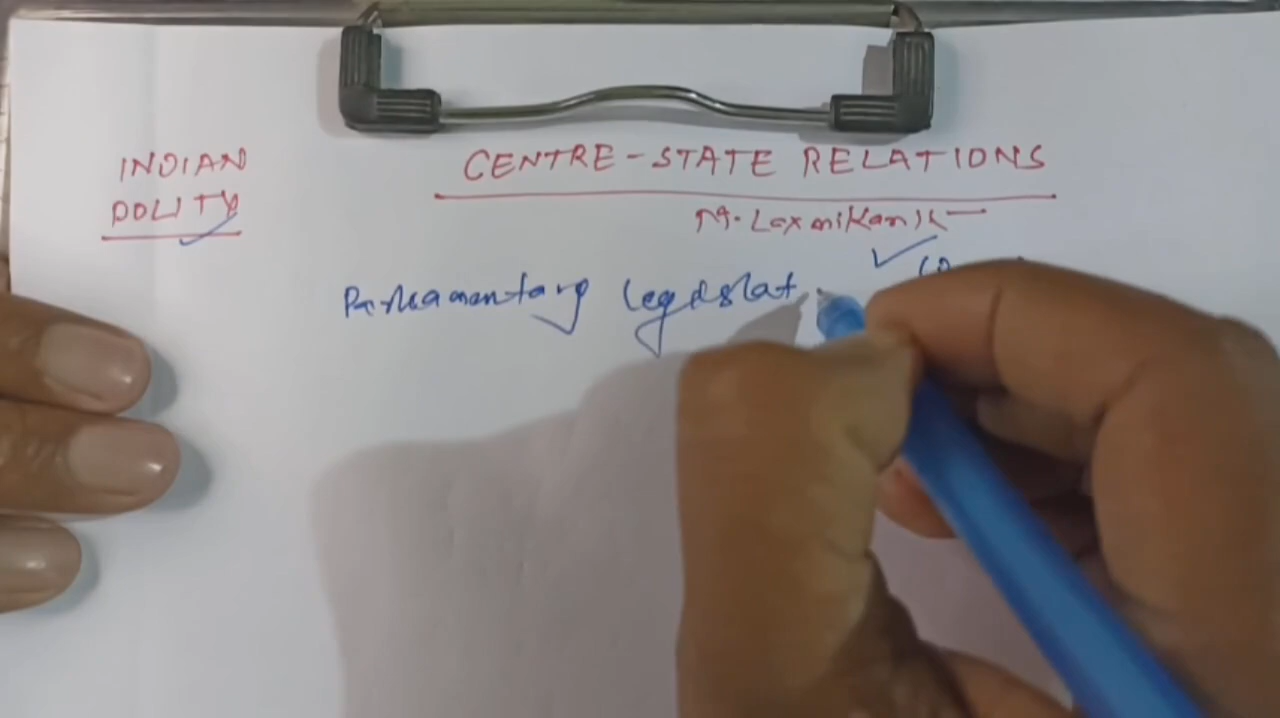 INDIAN
POLITY
CENTRE-STATE RELATIONS
M. Laxmikanth
Parliamentary legislat